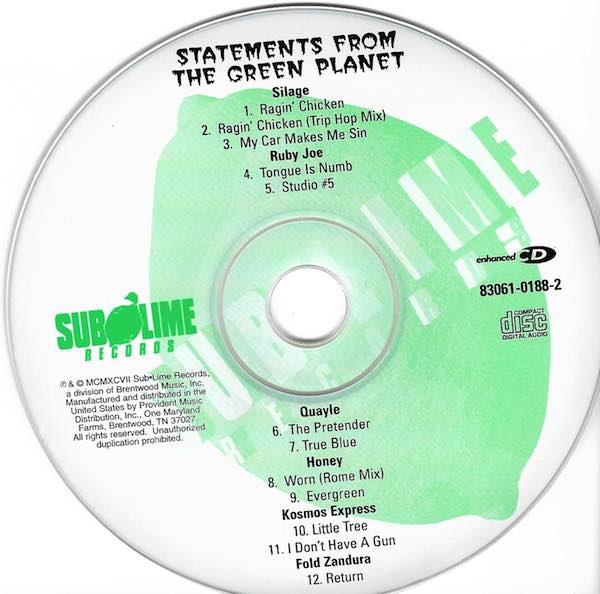 STATEMENTS FROM
THE GREEN PLANET
Silage
1. Ragin' Chicken
2. Ragin' Chicken (Trip Hop Mix)
3. My Car Makes Me Sin
Ruby Joe
4. Tongue Is Numb
5. Studio #5
enhanced CD
83061-0188-2
COMPACT
disc
DIGITAL AUDIO
SUB LIME
RECORDS
℗ & © MCMXCVII Sub•Lime Records,
a division of Brentwood Music, Inc.
Manufactured and distributed in the
United States by Provident Music
Distribution, Inc., One Maryland
Farms, Brentwood, TN 37027.
All rights reserved. Unauthorized
duplication prohibited.
Quayle
6. The Pretender
7. True Blue
Honey
8. Worn (Rome Mix)
9. Evergreen
Kosmos Express
10. Little Tree
11. I Don't Have A Gun
Fold Zandura
12. Return